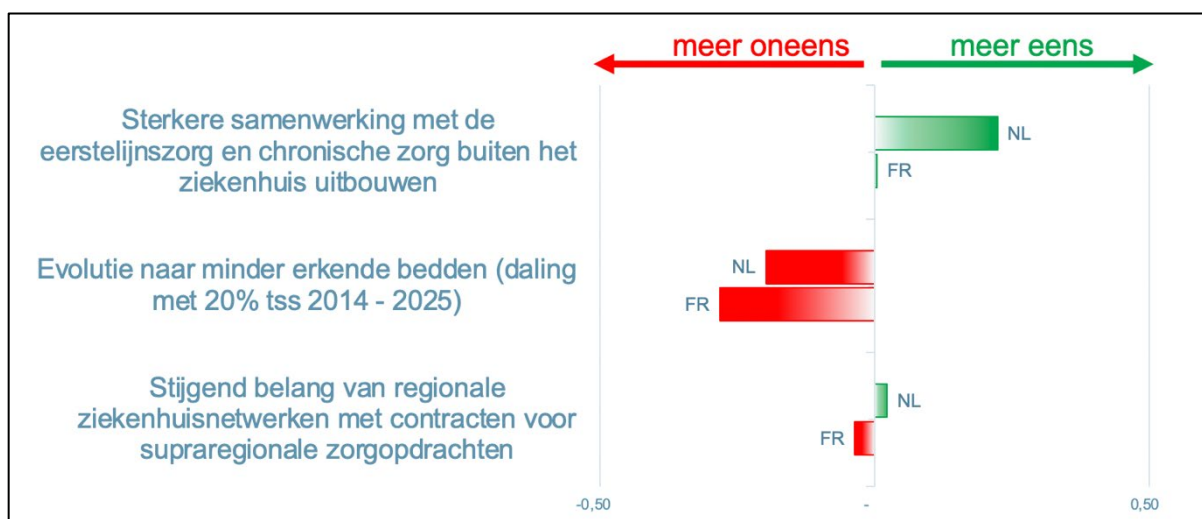 meer oneens
meer eens
Sterkere samenwerking met de
eerstelijnszorg en chronische zorg buiten het
ziekenhuis uitbouwen
NL
FR
Evolutie naar minder erkende bedden (daling
met 20% tss 2014 - 2025)
NL
FR
Stijgend belang van regionale
ziekenhuisnetwerken met contracten voor
supraregionale zorgopdrachten
NL
FR
-0,50
-
0,50